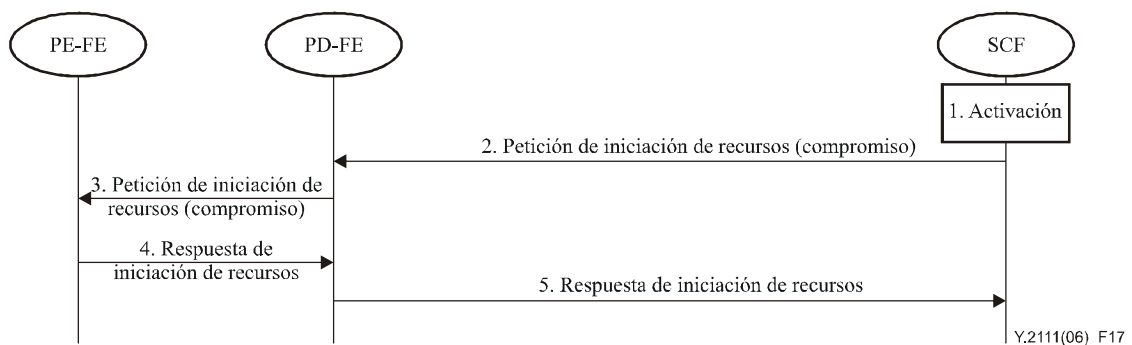 PE-FE
PD-FE
SCF
1. Activación
2. Petición de iniciación de recursos (compromiso)
3. Petición de iniciación de
recursos (compromiso)
4. Respuesta de
iniciación de recursos
5. Respuesta de iniciación de recursos
Y.2111(06)_F17